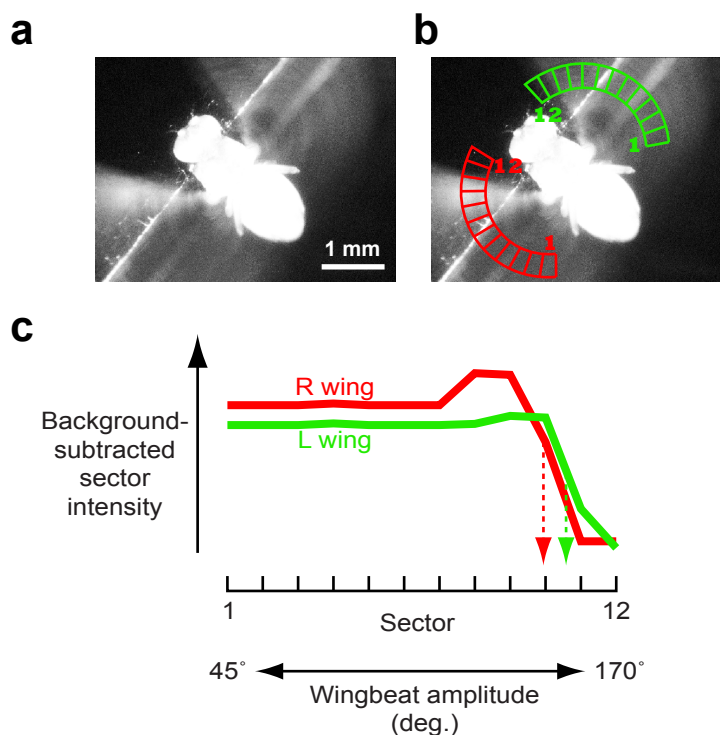 a
b
1 mm
12
1
12
1
c
R wing
L wing
Background-
subtracted
sector
intensity
1
12
Sector
45°
170°
Wingbeat amplitude
(deg.)